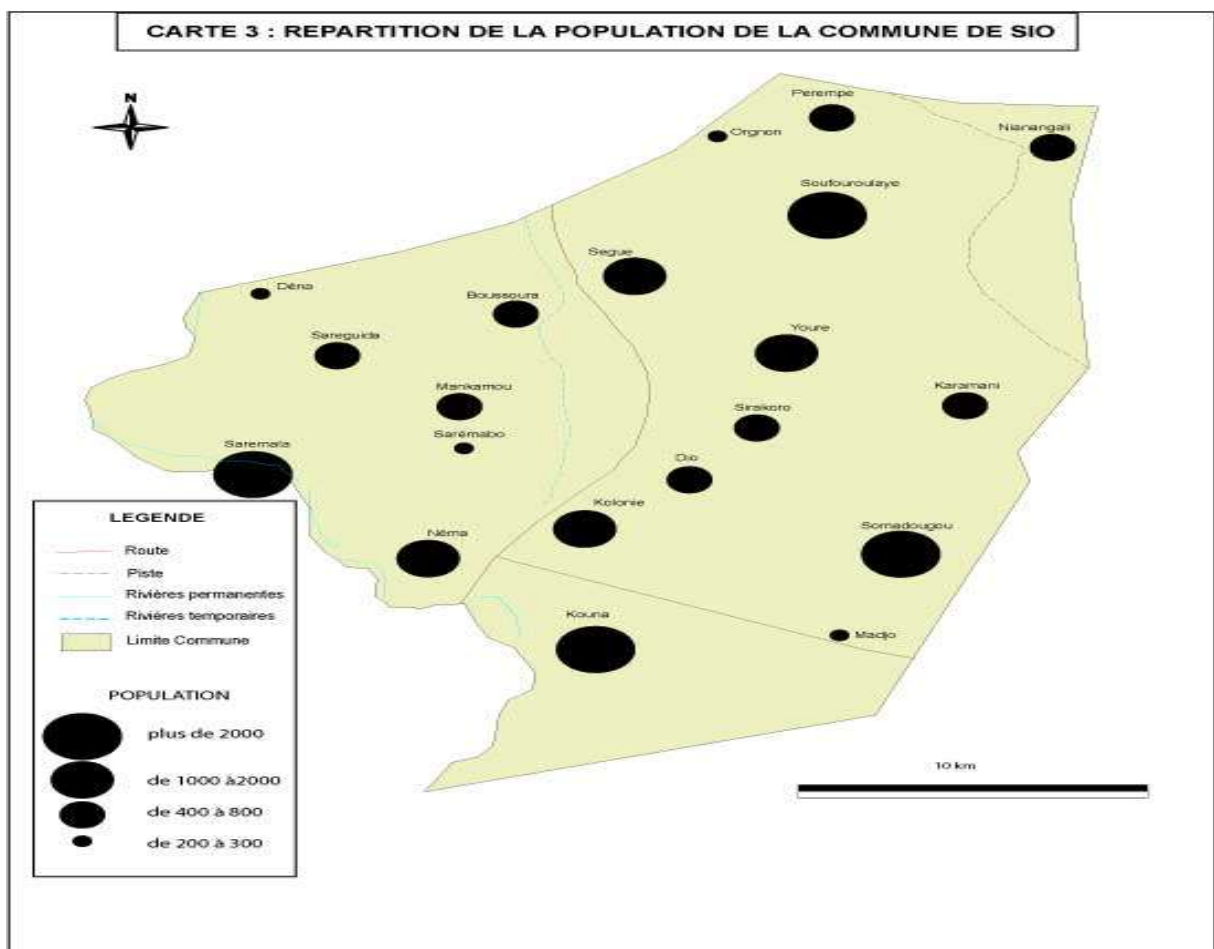 CARTE 3 : REPARTITION DE LA POPULATION DE LA COMMUNE DE SIO
N
Perempe
Orgnon
Nianangali
Soufouroulaye
Segue
Déna
Boussoura
Sareguida
Youre
Mankamou
Karamani
Sirakoro
Sarémabo
Saremala
Dio
Kolonie
Somadougou
Néma
Kouna
Madjo
LEGENDE
Route
Piste
Rivières permanentes
Rivières temporaires
Limite Commune
POPULATION
plus de 2000
de 1000 à2000
de 400 à 800
de 200 à 300
10 km